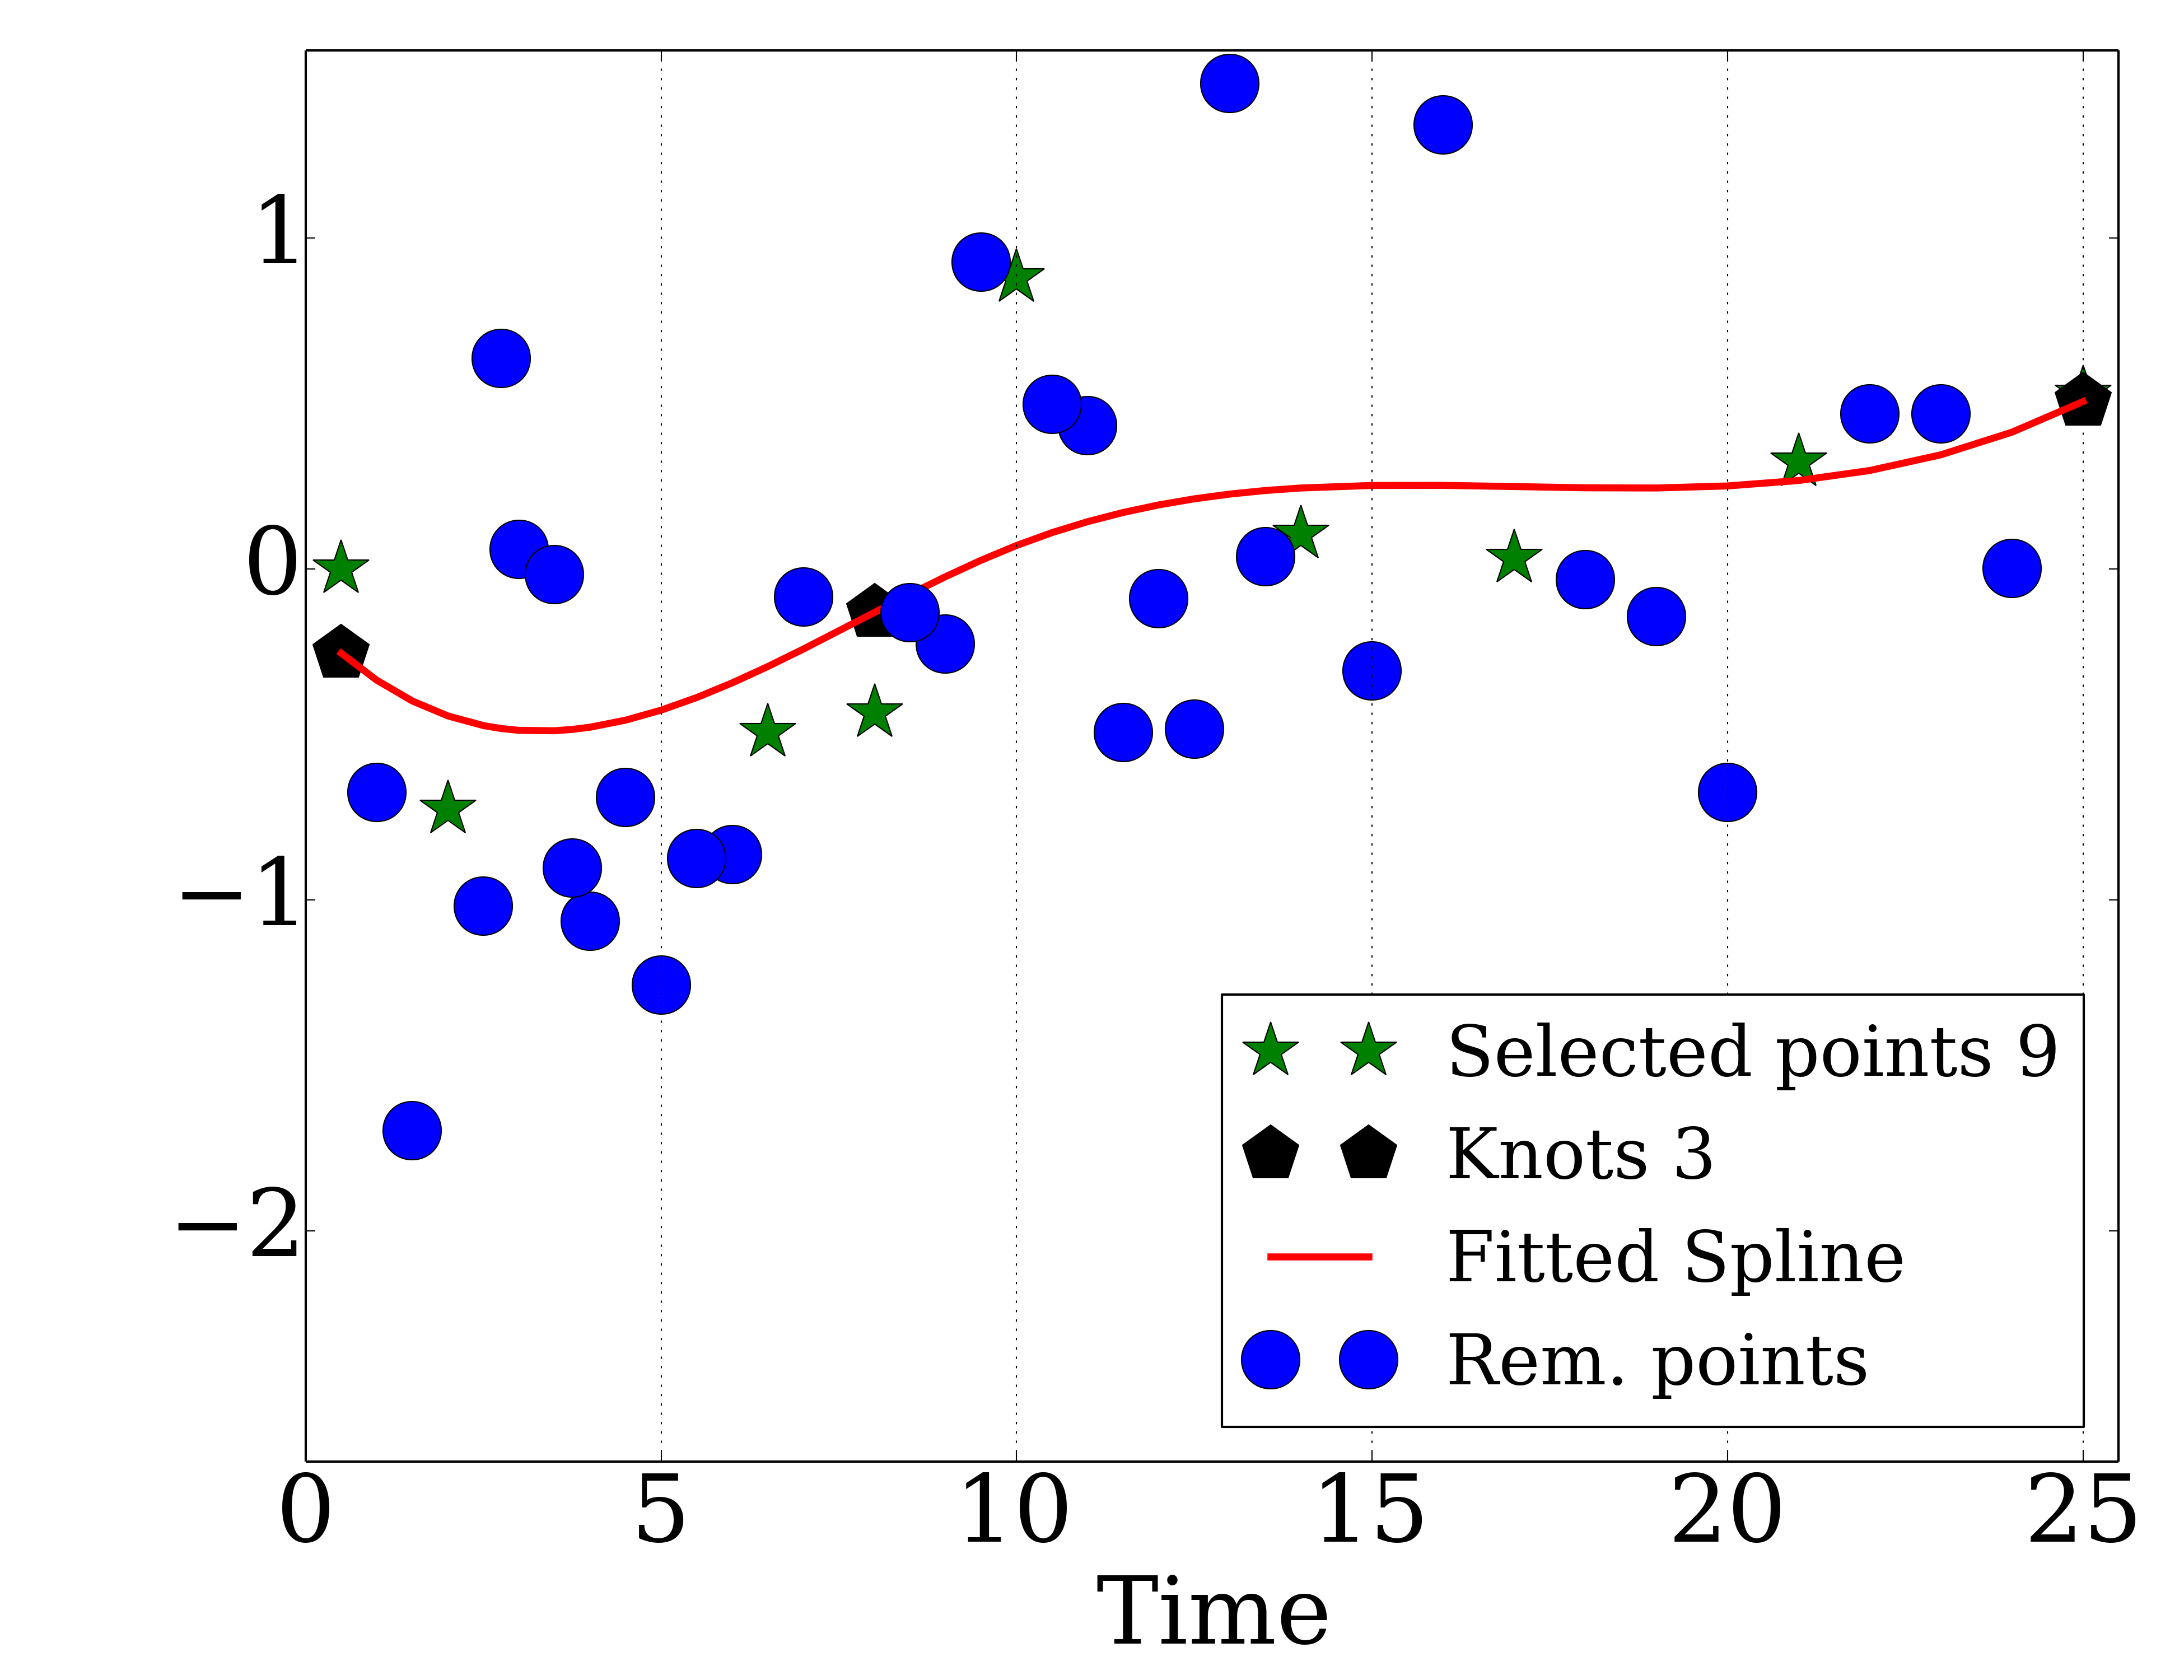 1
0
−1
−2
Selected points 9
Knots 3
Fitted Spline
Rem. points
0 5 10 15 20 25
Time